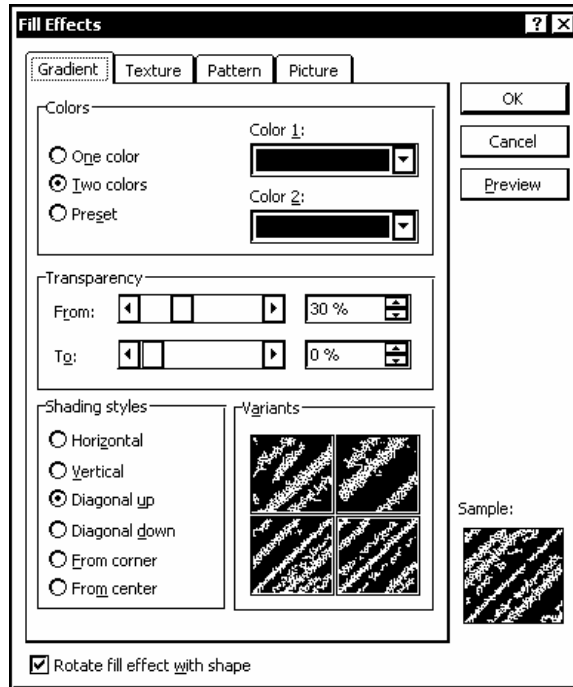 Fill Effects
Gradient Texture Pattern Picture
OK
Cancel
Preview
Colors
One color
Two colors
Preset
Color 1:
Color 2:
Transparency
From: 30 %
To: 0 %
Shading styles
Horizontal
Vertical
Diagonal up
Diagonal down
From corner
From center
Variants
Sample:
Rotate fill effect with shape